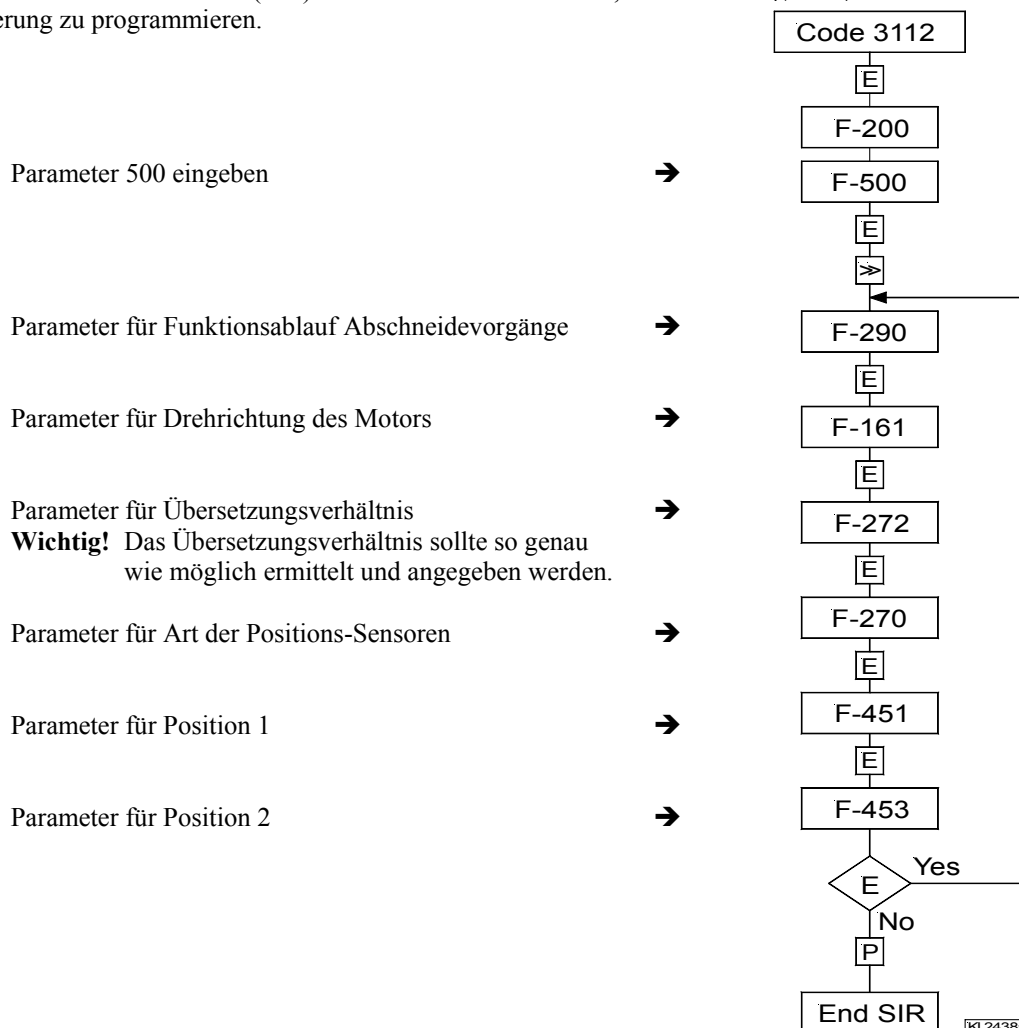 erung zu programmieren.
Code 3112
E
F-200
Parameter 500 eingeben ➔ F-500
E
≫
Parameter für Funktionsablauf Abschneidevorgänge ➔ F-290
E
Parameter für Drehrichtung des Motors ➔ F-161
E
Parameter für Übersetzungsverhältnis ➔ F-272
Wichtig! Das Übersetzungsverhältnis sollte so genau
wie möglich ermittelt und angegeben werden.
E
Parameter für Art der Positions-Sensoren ➔ F-270
E
Parameter für Position 1 ➔ F-451
E
Parameter für Position 2 ➔ F-453
E Yes
No
P
End SIR
KL2438